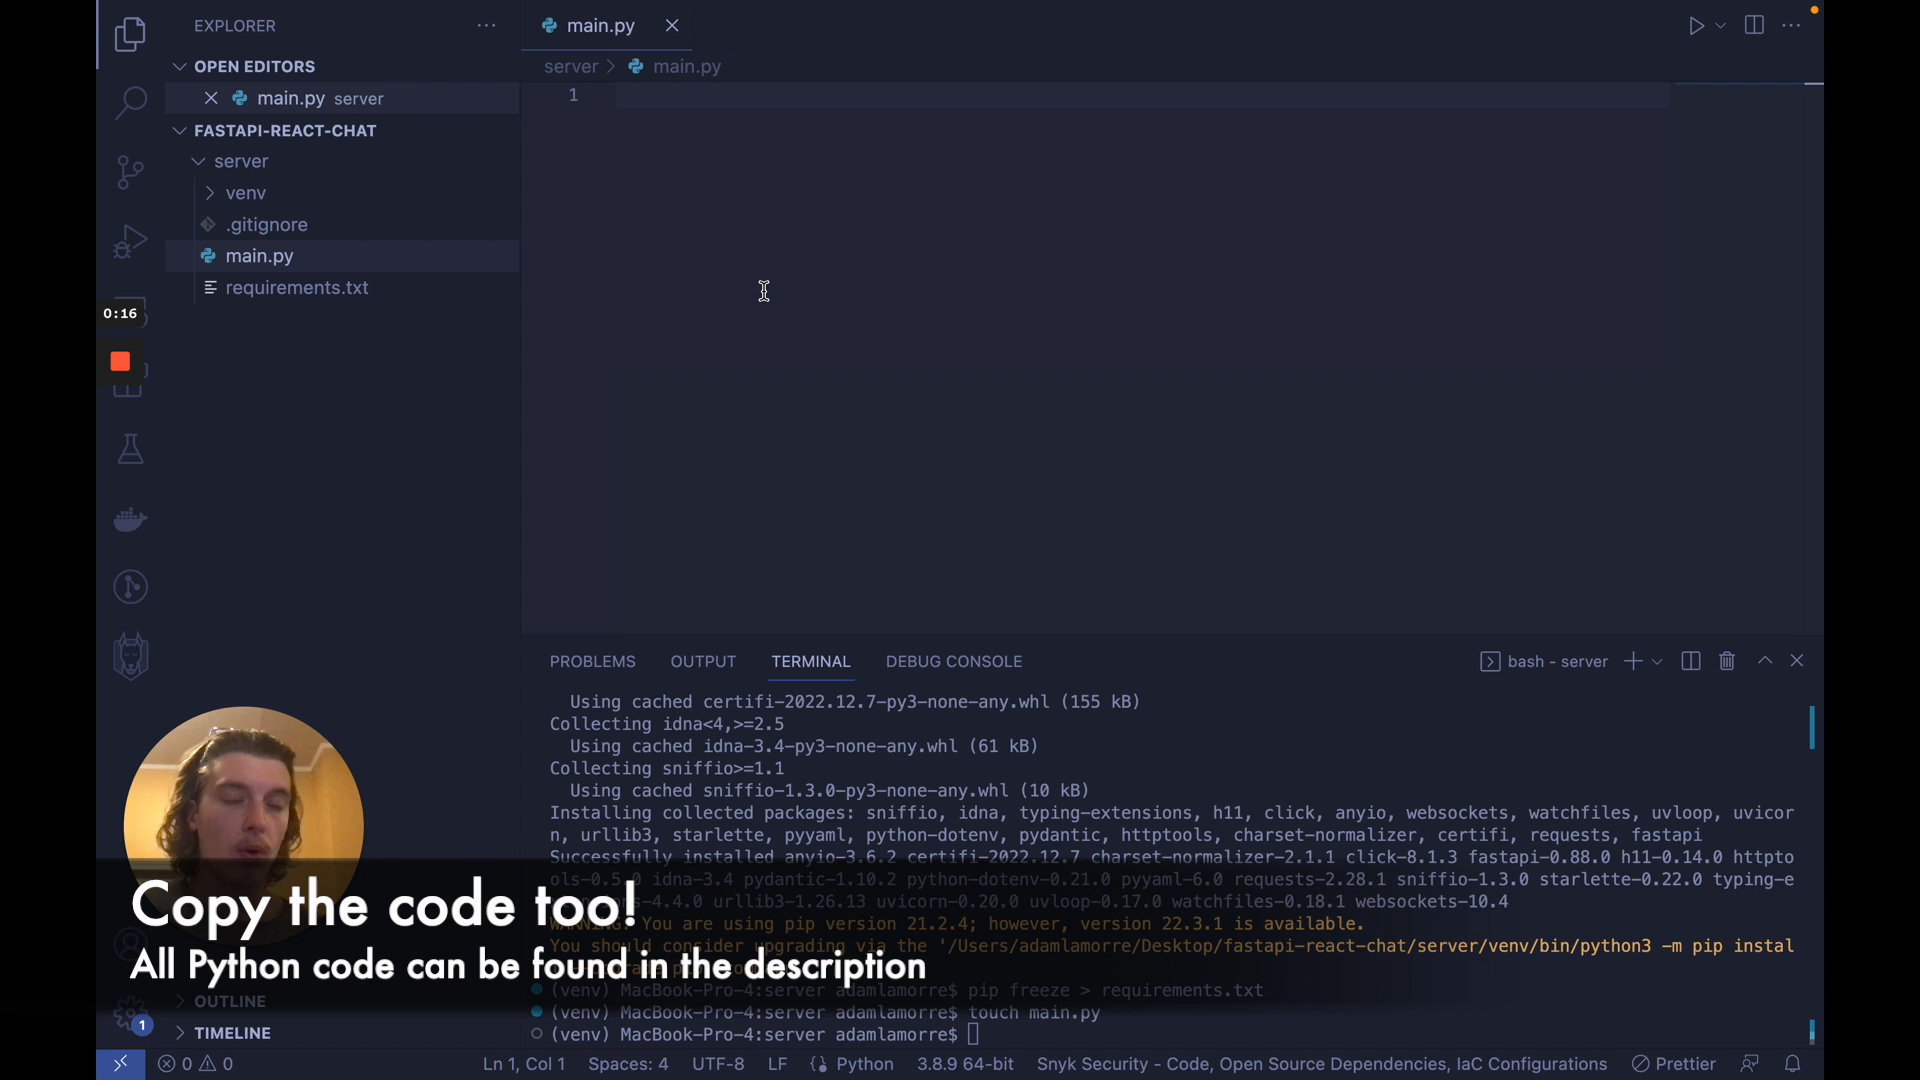 EXPLORER
OPEN EDITORS
main.py server
FASTAPI-REACT-CHAT
server
venv
.gitignore
main.py
requirements.txt
0:16
main.py
server > main.py
1
PROBLEMS OUTPUT TERMINAL DEBUG CONSOLE
bash - server
Using cached certifi-2022.12.7-py3-none-any.whl (155 kB)
Collecting idna<4,>=2.5
Using cached idna-3.4-py3-none-any.whl (61 kB)
Collecting sniffio>=1.1
Using cached sniffio-1.3.0-py3-none-any.whl (10 kB)
Installing collected packages: sniffio, idna, typing-extensions, h11, click, anyio, websockets, watchfiles, uvloop, uvicor
n, urllib3, starlette, pyyaml, python-dotenv, pydantic, httptools, charset-normalizer, certifi, requests, fastapi
Successfully installed anyio-3.6.2 certifi-2022.12.7 charset-normalizer-2.1.1 click-8.1.3 fastapi-0.88.0 h11-0.14.0 httpto
ols-0.5.0 idna-3.4 pydantic-1.10.2 python-dotenv-0.21.0 pyyaml-6.0 requests-2.28.1 sniffio-1.3.0 starlette-0.22.0 typing-e
-4.4.0 urllib3-1.26.13 uvicorn-0.20.0 uvloop-0.17.0 watchfiles-0.18.1 websockets-10.4
WARNING: You are using pip version 21.2.4; however, version 22.3.1 is available.
You should consider upgrading via the '/Users/adamlamorre/Desktop/fastapi-react-chat/server/venv/bin/python3 -m pip instal
(venv) MacBook-Pro-4:server adamlamorre$ pip freeze > requirements.txt
(venv) MacBook-Pro-4:server adamlamorre$ touch main.py
(venv) MacBook-Pro-4:server adamlamorre$
Copy the code too!
All Python code can be found in the description
OUTLINE
TIMELINE
1
0 0 Ln 1, Col 1 Spaces: 4 UTF-8 LF Python 3.8.9 64-bit Snyk Security - Code, Open Source Dependencies, IaC Configurations Prettier